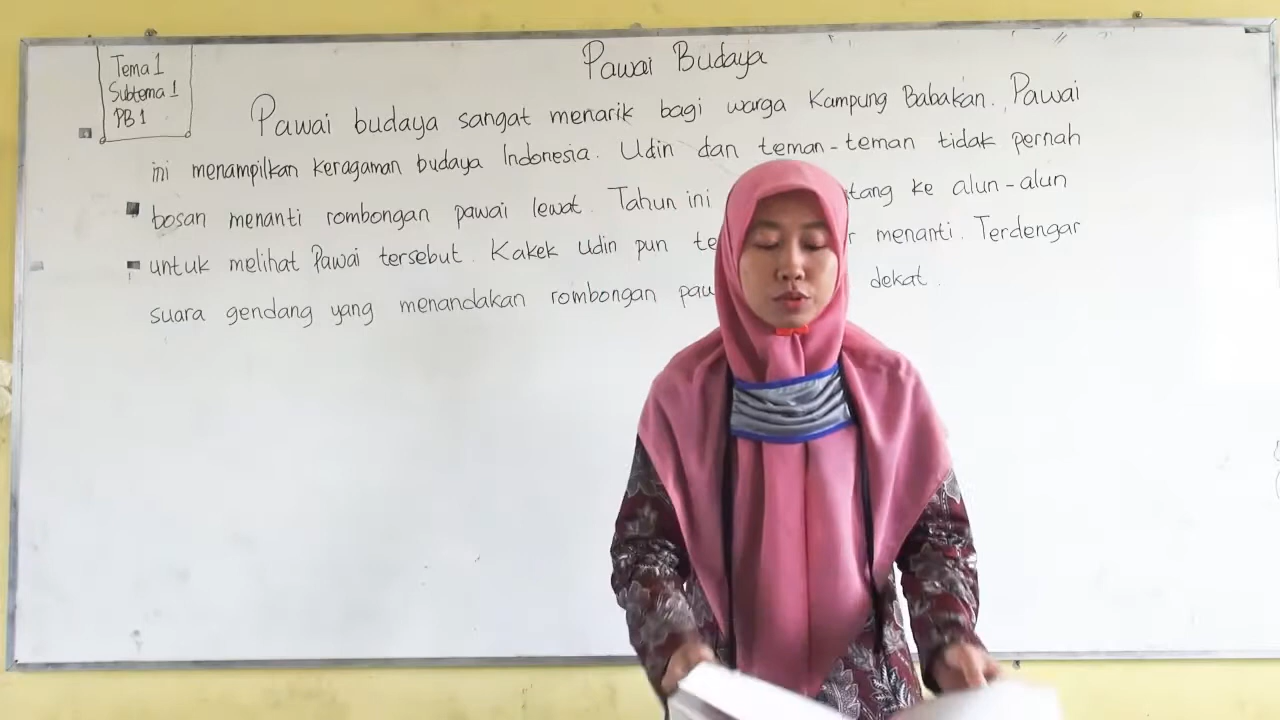 Tema 1
Subtema 1
PB 1
Pawai Budaya
Pawai budaya sangat menarik bagi warga Kampung Babakan. Pawai
ini menampilkan keragaman budaya Indonesia. Udin dan teman-teman tidak pernah
bosan menanti rombongan pawai lewat. Tahun ini ke alun-alun
untuk melihat Pawai tersebut. Kakek Udin pun menanti. Terdengar
suara gendang yang menandakan rombongan dekat.